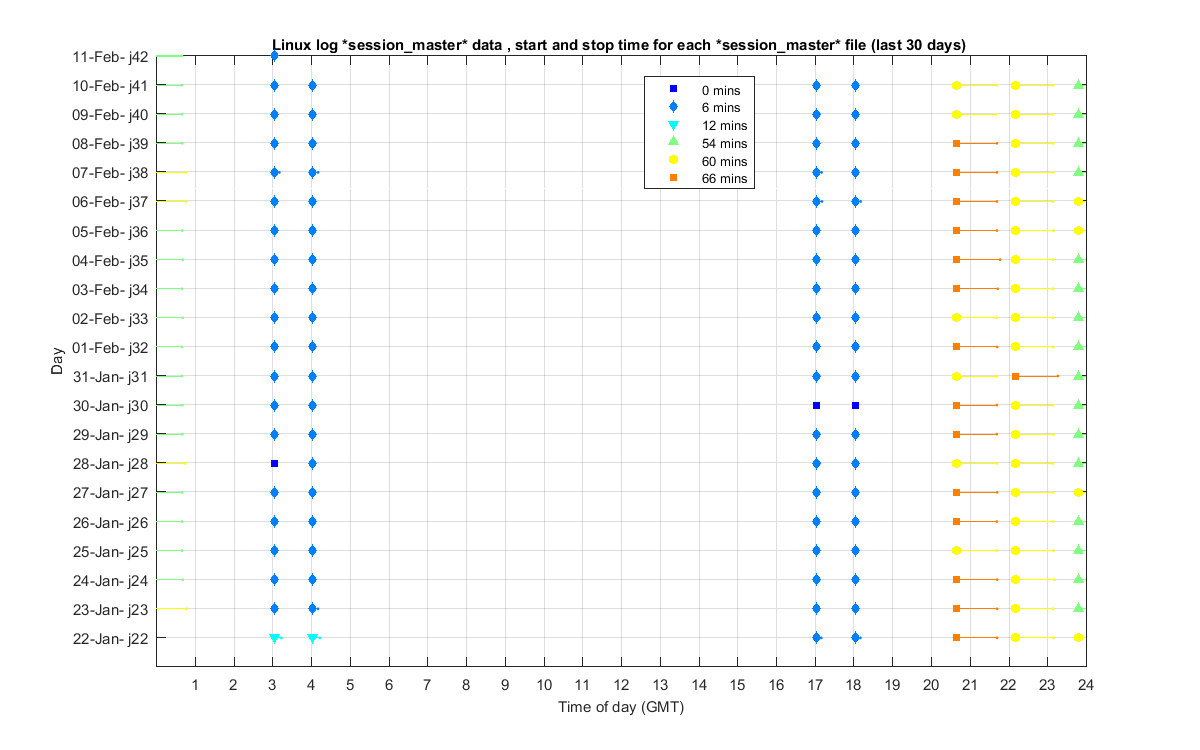 Linux log *session_master* data , start and stop time for each *session_master* file (last 30 days)
11-Feb- j42
10-Feb- j41
09-Feb- j40
08-Feb- j39
07-Feb- j38
06-Feb- j37
05-Feb- j36
04-Feb- j35
03-Feb- j34
02-Feb- j33
01-Feb- j32
31-Jan- j31
30-Jan- j30
29-Jan- j29
28-Jan- j28
27-Jan- j27
26-Jan- j26
25-Jan- j25
24-Jan- j24
23-Jan- j23
22-Jan- j22
Day
0 mins
6 mins
12 mins
54 mins
60 mins
66 mins
1 2 3 4 5 6 7 8 9 10 11 12 13 14 15 16 17 18 19 20 21 22 23 24
Time of day (GMT)